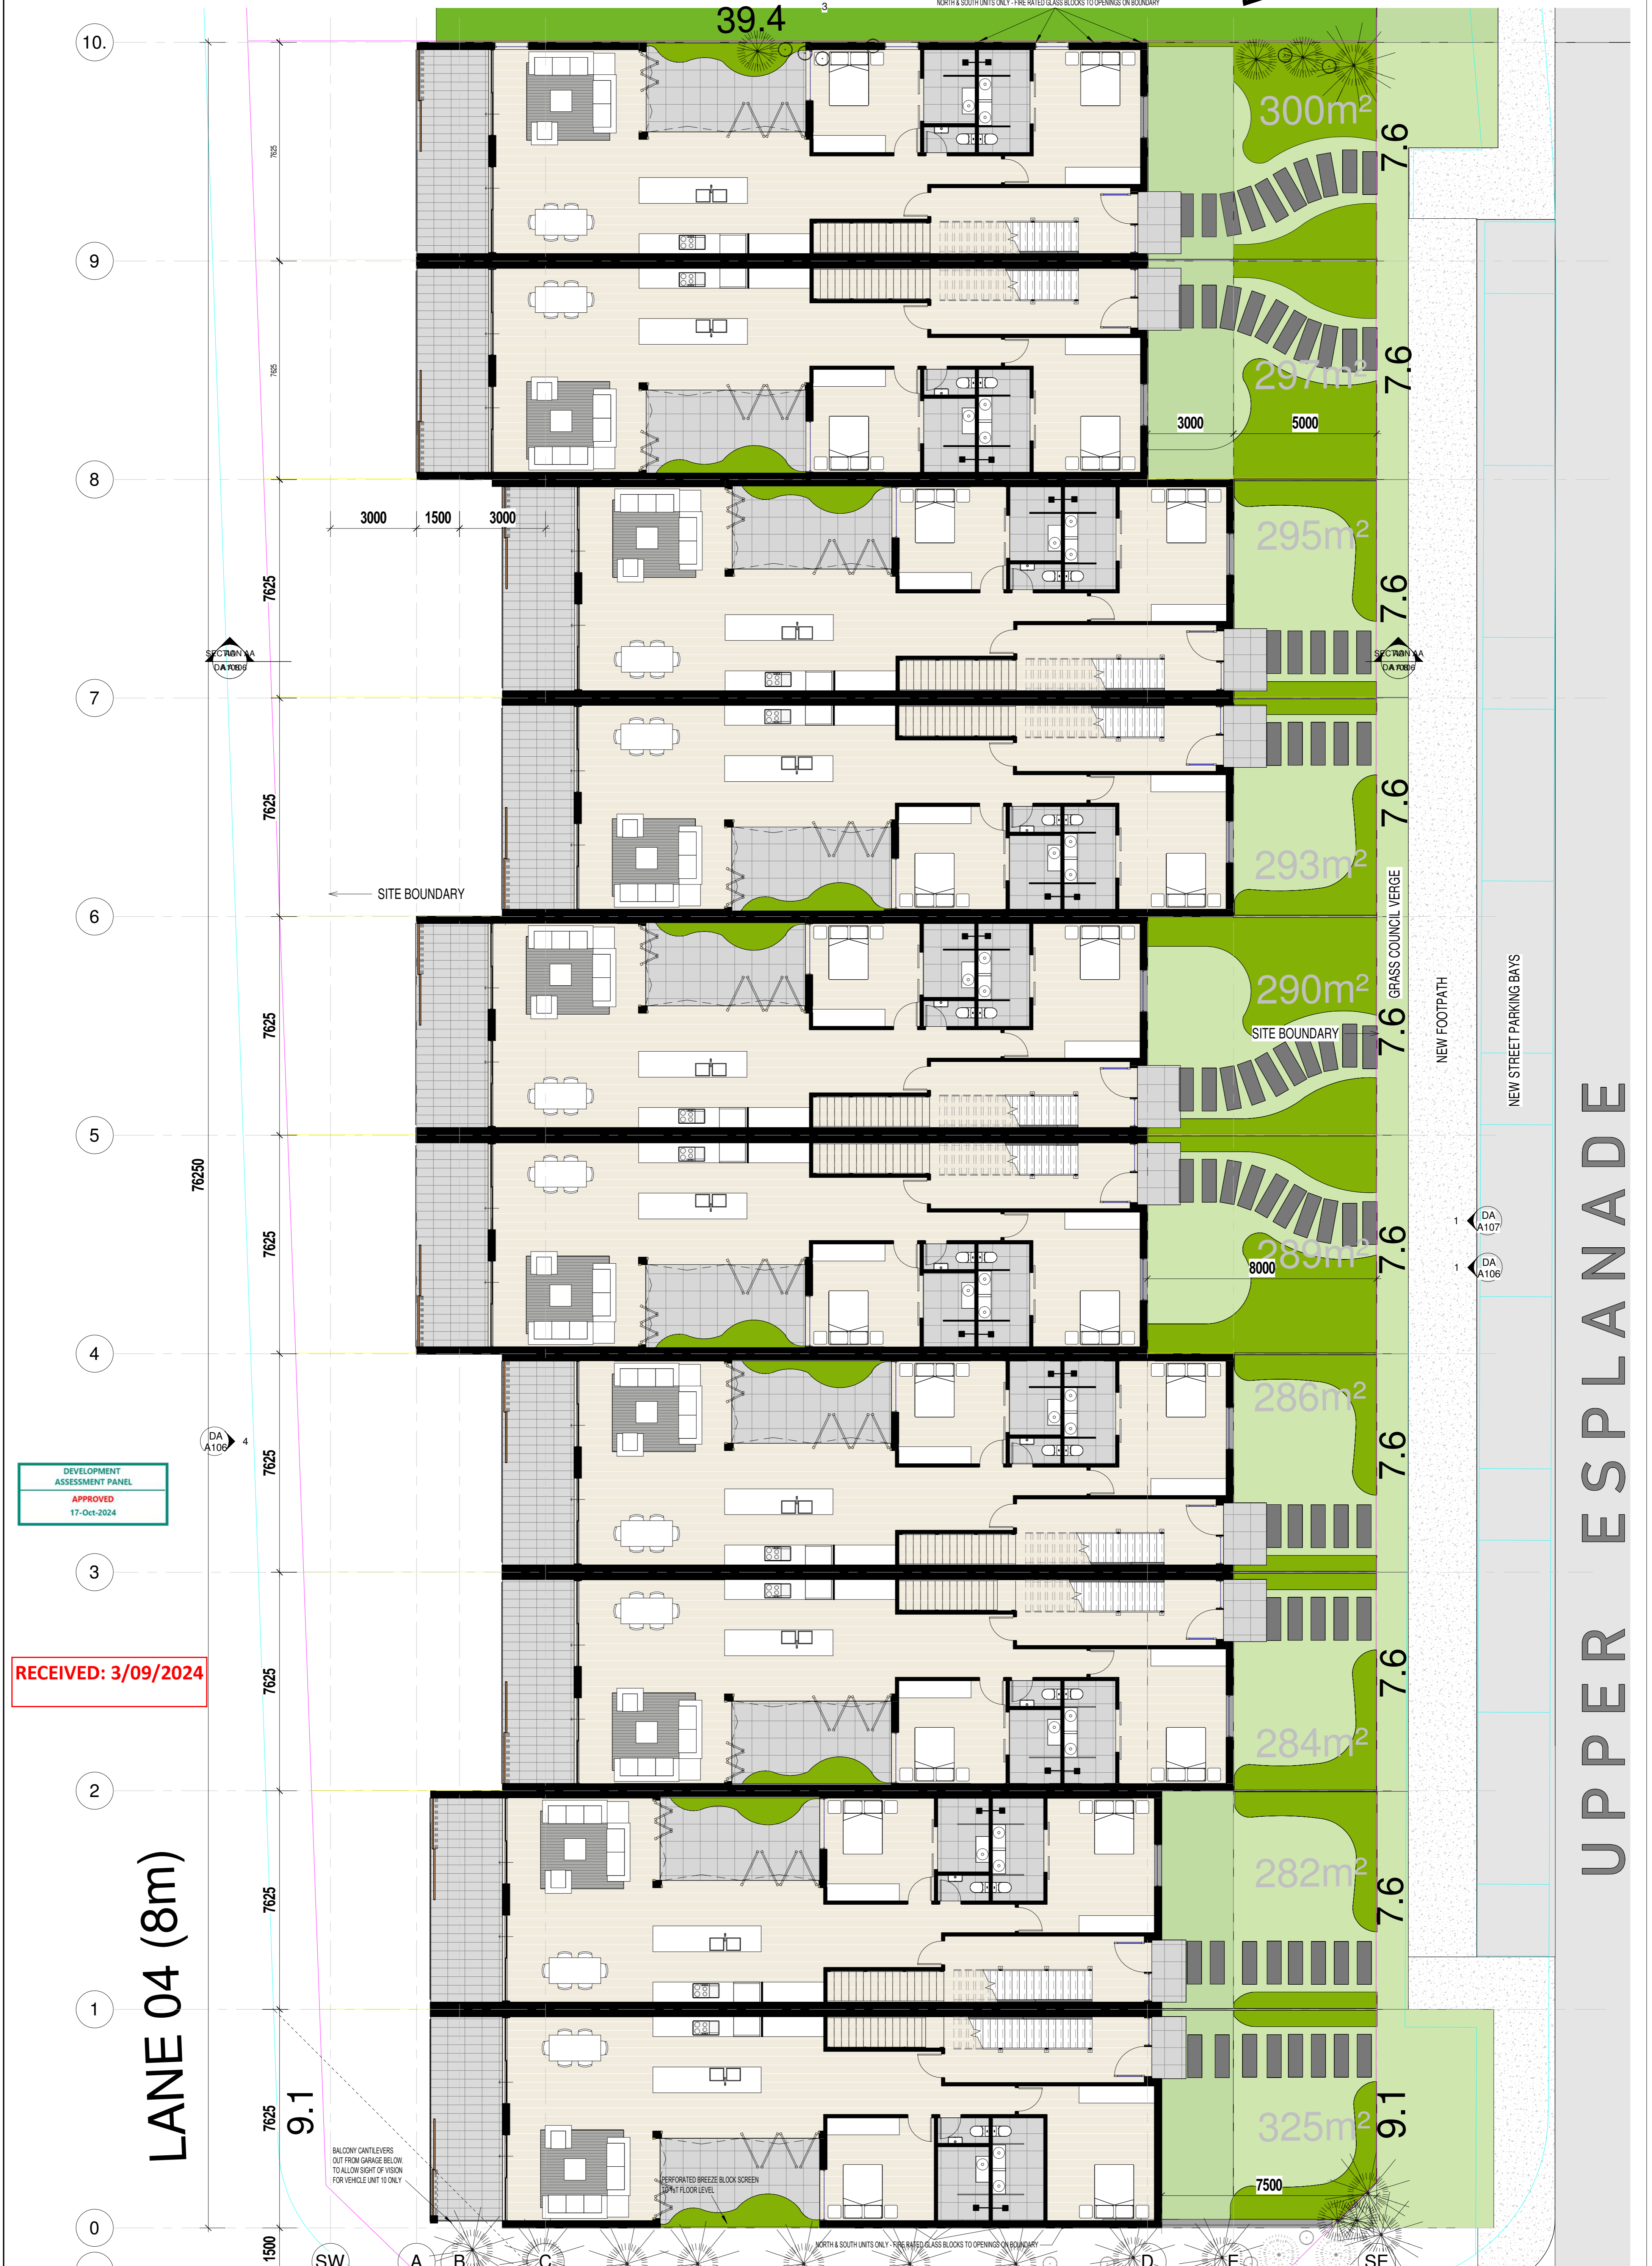 NORTH & SOUTH UNITS ONLY - FIRE RATED GLASS BLOCKS TO OPENINGS ON BOUNDARY
39.4
3
10.
300m²
7.6
7625
9
7625
7.6
297m²
3000
5000
8
3000
1500
3000
295m²
7625
7.6
7
7625
7.6
293m²
SITE BOUNDARY
6
GRASS COUNCIL VERGE
NEW FOOTPATH
NEW STREET PARKING BAYS
290m²
7.6
SITE BOUNDARY
7625
5
76250
7625
289m²
8000
7.6
1
DA
A107
1
DA
A106
UPPER ESPLANADE
4
286m²
7625
7.6
DA
A106
4
DEVELOPMENT
ASSESSMENT PANEL
APPROVED
17-Oct-2024
3
RECEIVED: 3/09/2024
7625
7.6
284m²
2
282m²
7625
7.6
LANE 04 (8m)
1
7625
9.1
325m²
9.1
BALCONY CANTILEVERS
OUT FROM GARAGE BELOW.
TO ALLOW SIGHT OF VISION
FOR VEHICLE UNIT 10 ONLY
PERFORATED BREEZE BLOCK SCREEN
FLOOR LEVEL
7500
0
1500
NORTH & SOUTH UNITS ONLY - FIRE RATED GLASS BLOCKS TO OPENINGS ON BOUNDARY
SW
A
B
C
D
SE